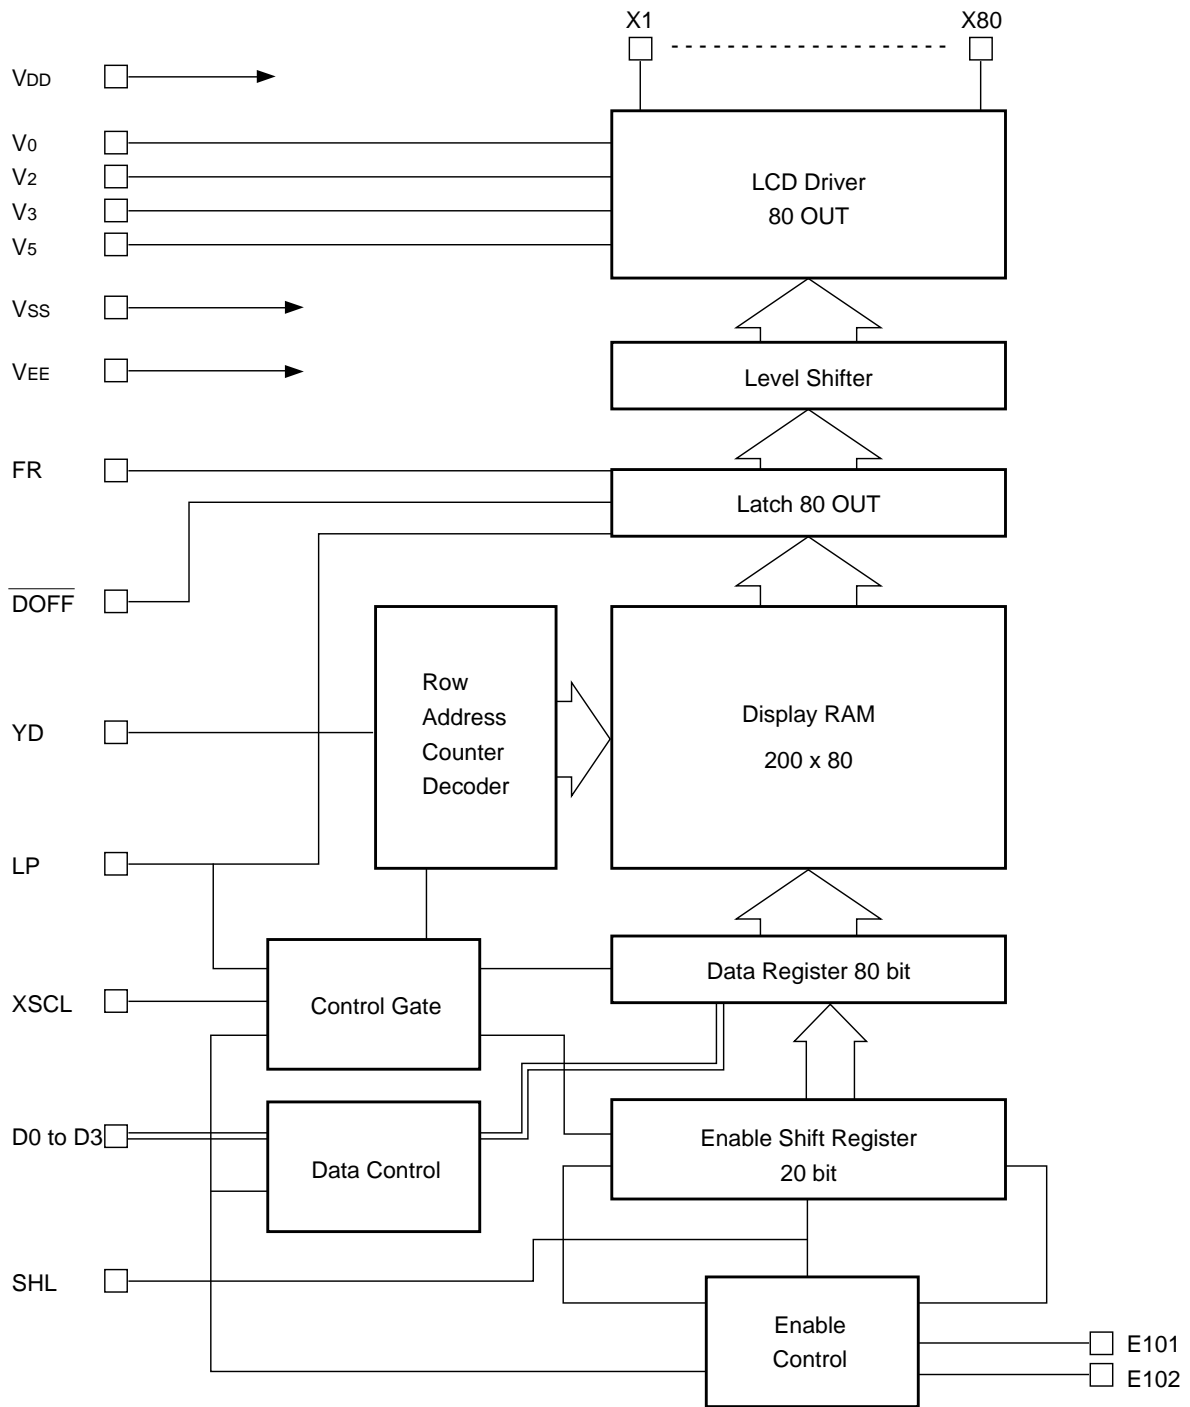 X1
X80
VDD
V0
V2
V3
V5
LCD Driver
80 OUT
VSS
VEE
Level Shifter
FR
Latch 80 OUT
DOFF
Row
Address
Counter
Decoder
Display RAM
200 x 80
YD
LP
Data Register 80 bit
XSCL
Control Gate
D0 to D3
Enable Shift Register
20 bit
Data Control
SHL
Enable
Control
E101
E102